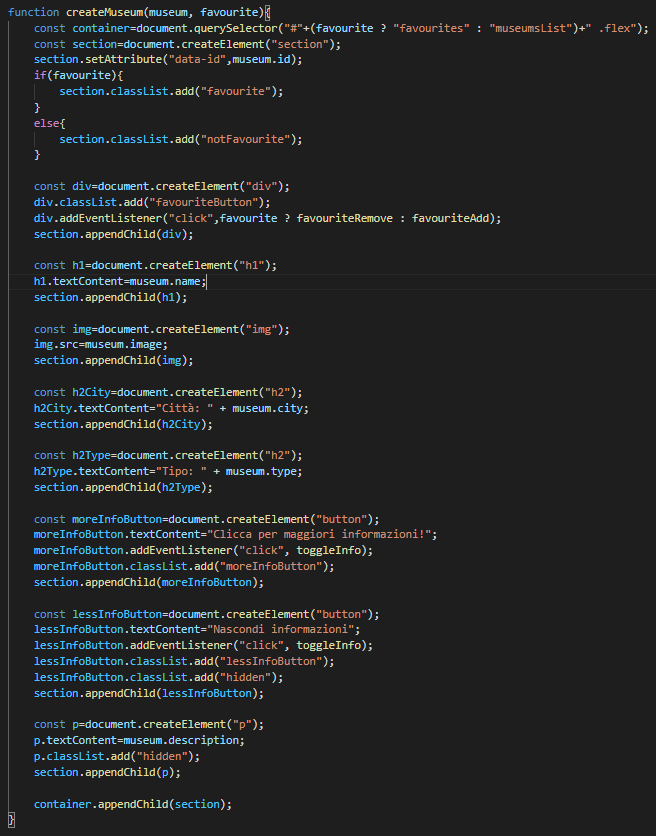 function createMuseum(museum, favourite){
    const container=document.querySelector("#"+(favourite ? "favourites" : "museumsList")+" .flex");
    const section=document.createElement("section");
    section.setAttribute("data-id",museum.id);
    if(favourite){
        section.classList.add("favourite");
    }
    else{
        section.classList.add("notFavourite");
    }

    const div=document.createElement("div");
    div.classList.add("favouriteButton");
    div.addEventListener("click",favourite ? favouriteRemove : favouriteAdd);
    section.appendChild(div);

    const h1=document.createElement("h1");
    h1.textContent=museum.name;
    section.appendChild(h1);

    const img=document.createElement("img");
    img.src=museum.image;
    section.appendChild(img);

    const h2City=document.createElement("h2");
    h2City.textContent="Città: " + museum.city;
    section.appendChild(h2City);

    const h2Type=document.createElement("h2");
    h2Type.textContent="Tipo: " + museum.type;
    section.appendChild(h2Type);

    const moreInfoButton=document.createElement("button");
    moreInfoButton.textContent="Clicca per maggiori informazioni!";
    moreInfoButton.addEventListener("click", toggleInfo);
    moreInfoButton.classList.add("moreInfoButton");
    section.appendChild(moreInfoButton);

    const lessInfoButton=document.createElement("button");
    lessInfoButton.textContent="Nascondi informazioni";
    lessInfoButton.addEventListener("click", toggleInfo);
    lessInfoButton.classList.add("lessInfoButton");
    lessInfoButton.classList.add("hidden");
    section.appendChild(lessInfoButton);

    const p=document.createElement("p");
    p.textContent=museum.description;
    p.classList.add("hidden");
    section.appendChild(p);

    container.appendChild(section);
}